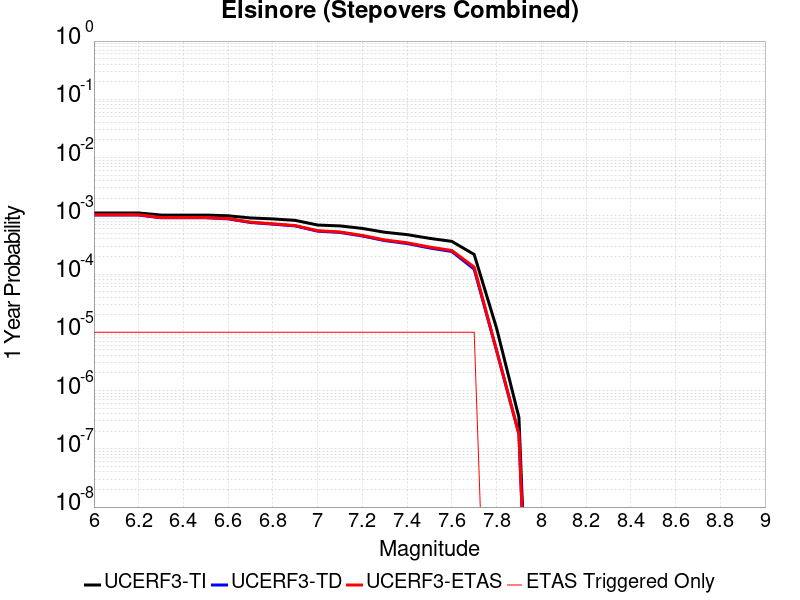 Elsinore (Stepovers Combined)
1 Year Probability
10^0
10^-1
10^-2
10^-3
10^-4
10^-5
10^-6
10^-7
10^-8
6 6.2 6.4 6.6 6.8 7 7.2 7.4 7.6 7.8 8 8.2 8.4 8.6 8.8 9
Magnitude
UCERF3-TI UCERF3-TD UCERF3-ETAS ETAS Triggered Only